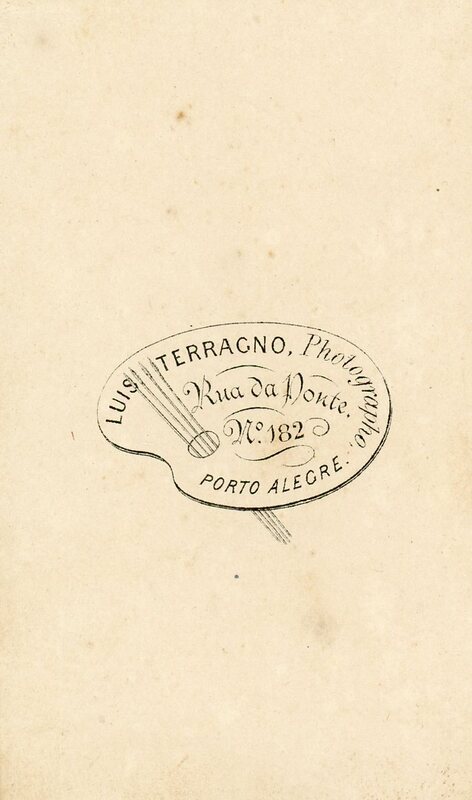 LUIS TERRAGNO, Photographo.
Rua da Ponte.
Nº. 182
PORTO ALEGRE.